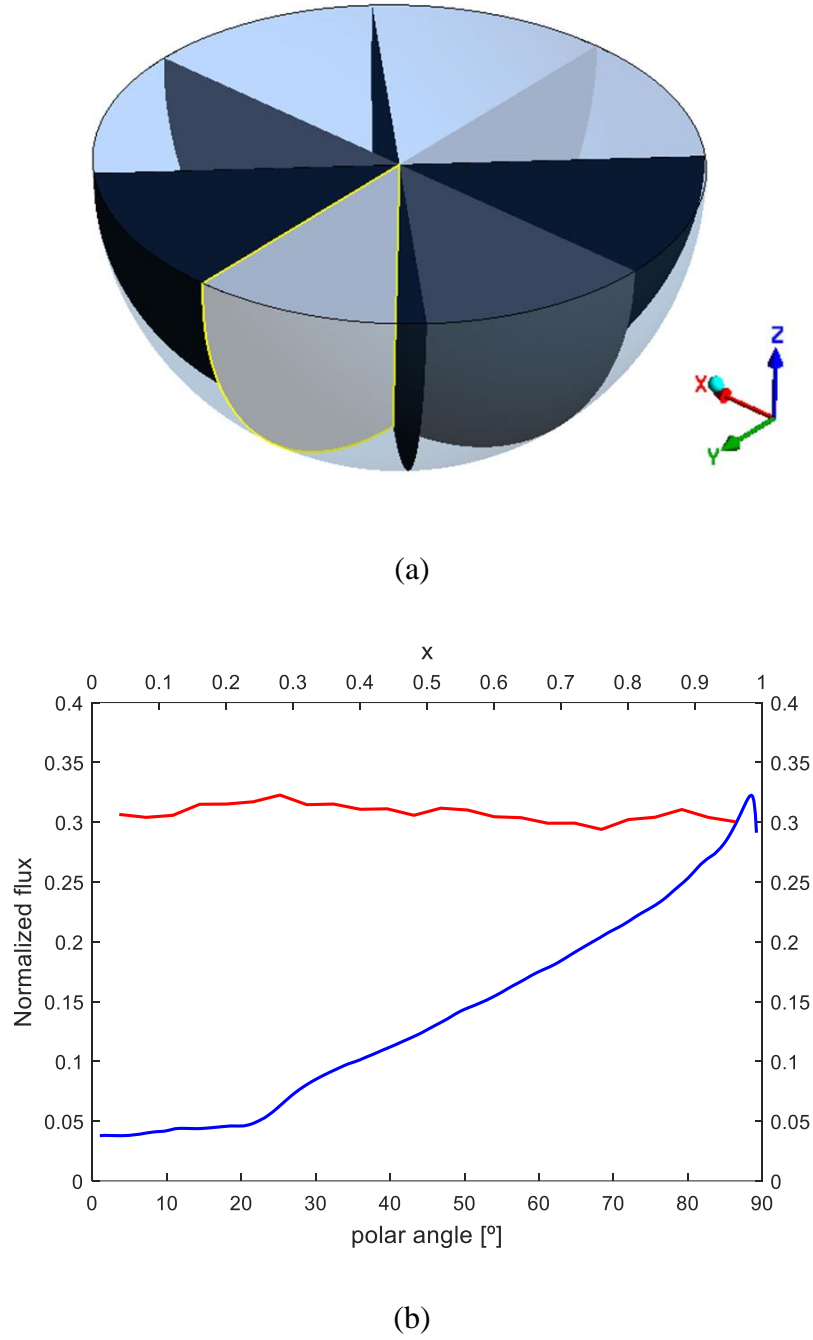 Z
X
Y
(a)
x
0 0.1 0.2 0.3 0.4 0.5 0.6 0.7 0.8 0.9 1
0.4 0.4
0.35 0.35
0.3 0.3
0.25 0.25
0.2 0.2
0.15 0.15
0.1 0.1
0.05 0.05
0 0
Normalized flux
0 10 20 30 40 50 60 70 80 90
polar angle [º]
(b)